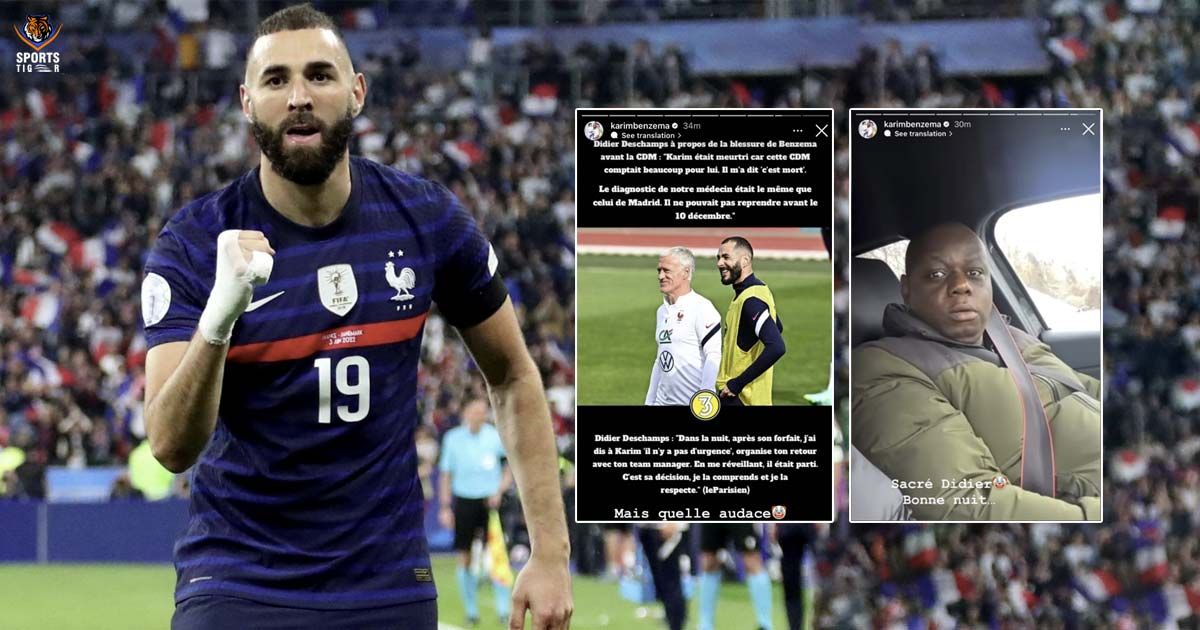 SPORTS
TIGER
FIFA
19
karimbenzema 34m
See translation >
Didier Deschamps à propos de la blessure de Benzema
avant la CDM : "Karim était meurtri car cette CDM
comptait beaucoup pour lui. Il m'a dit 'c'est mort'.
Le diagnostic de notre médecin était le même que
celui de Madrid. Il ne pouvait pas reprendre avant le
10 décembre."
3
Didier Deschamps : "Dans la nuit, après son forfait, j'ai
dis à Karim 'il n'y a pas d'urgence', organise ton retour
avec ton team manager. En me réveillant, il était parti.
C'est sa décision, je la comprends et je la
respecte." (leParisien)
Mais quelle audace🤡
karimbenzema 30m
See translation >
Sacré Didier🤡
Bonne nuit…